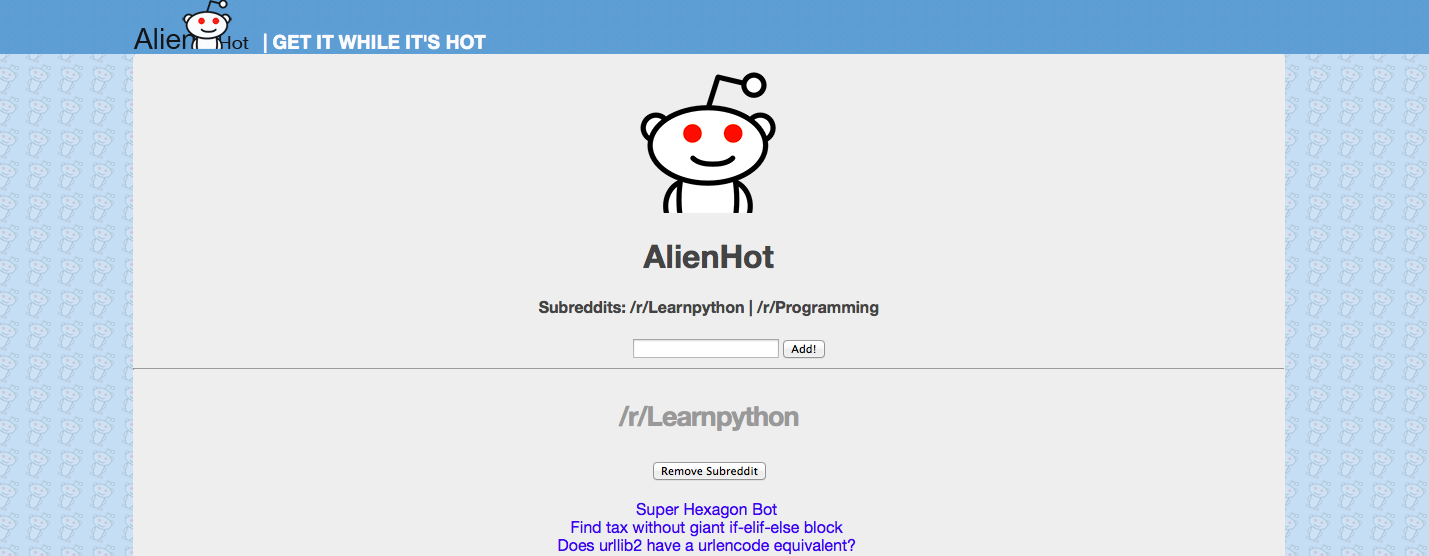 AlienHot | GET IT WHILE IT'S HOT
AlienHot
Subreddits: /r/Learnpython | /r/Programming
Add!
/r/Learnpython
Remove Subreddit
Super Hexagon Bot
Find tax without giant if-elif-else block
Does urllib2 have a urlencode equivalent?